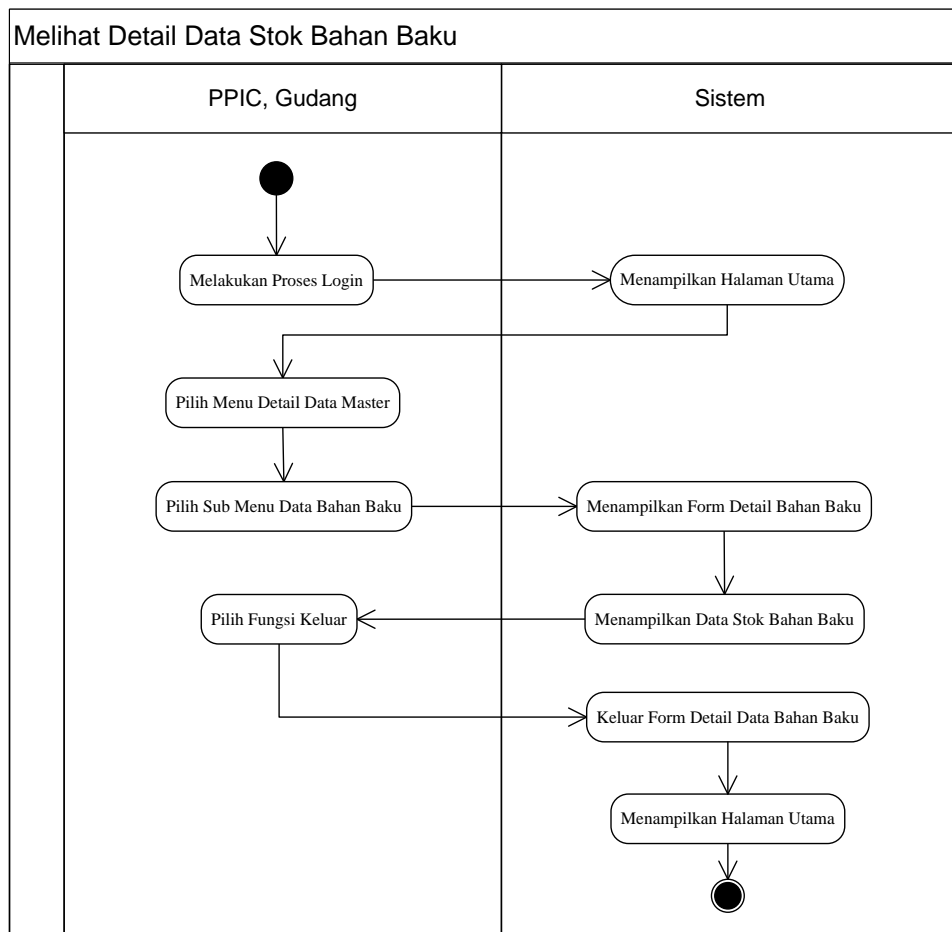 Melihat Detail Data Stok Bahan Baku
PPIC, Gudang
Sistem
Melakukan Proses Login
Menampilkan Halaman Utama
Pilih Menu Detail Data Master
Pilih Sub Menu Data Bahan Baku
Menampilkan Form Detail Bahan Baku
Pilih Fungsi Keluar
Menampilkan Data Stok Bahan Baku
Keluar Form Detail Data Bahan Baku
Menampilkan Halaman Utama